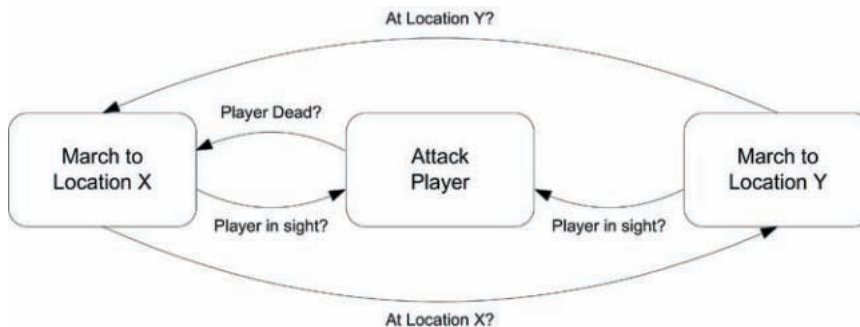 At Location Y?
Player Dead?
March to
Location X
Attack
Player
March to
Location Y
Player in sight?
Player in sight?
At Location X?